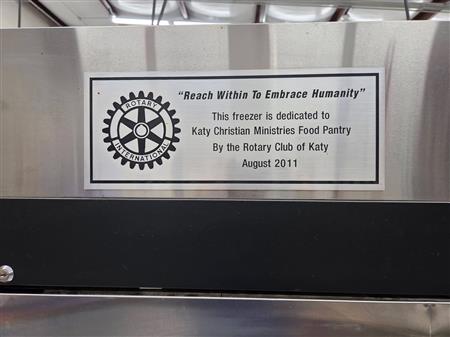 ROTARY
INTERNATIONAL
"Reach Within To Embrace Humanity"
This freezer is dedicated to
Katy Christian Ministries Food Pantry
By the Rotary Club of Katy
August 2011